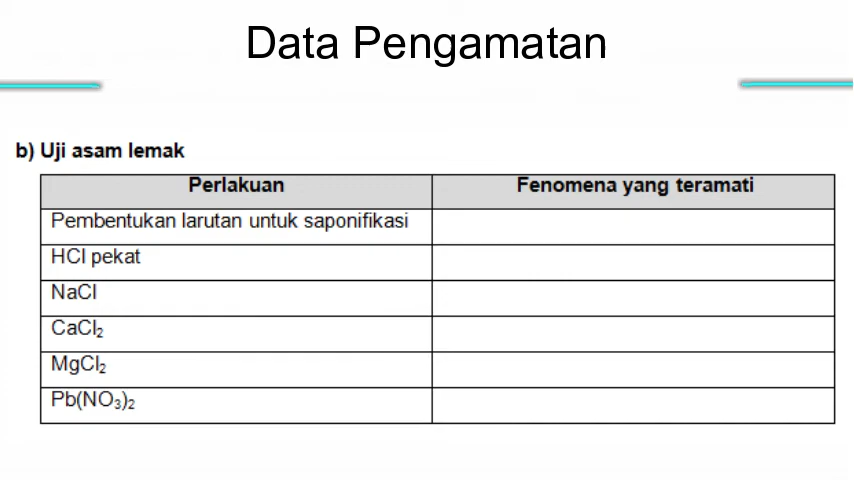 Data Pengamatan
b) Uji asam lemak
Perlakuan Fenomena yang teramati
Pembentukan larutan untuk saponifikasi
HCl pekat
NaCl
CaCl₂
MgCl₂
Pb(NO₃)₂